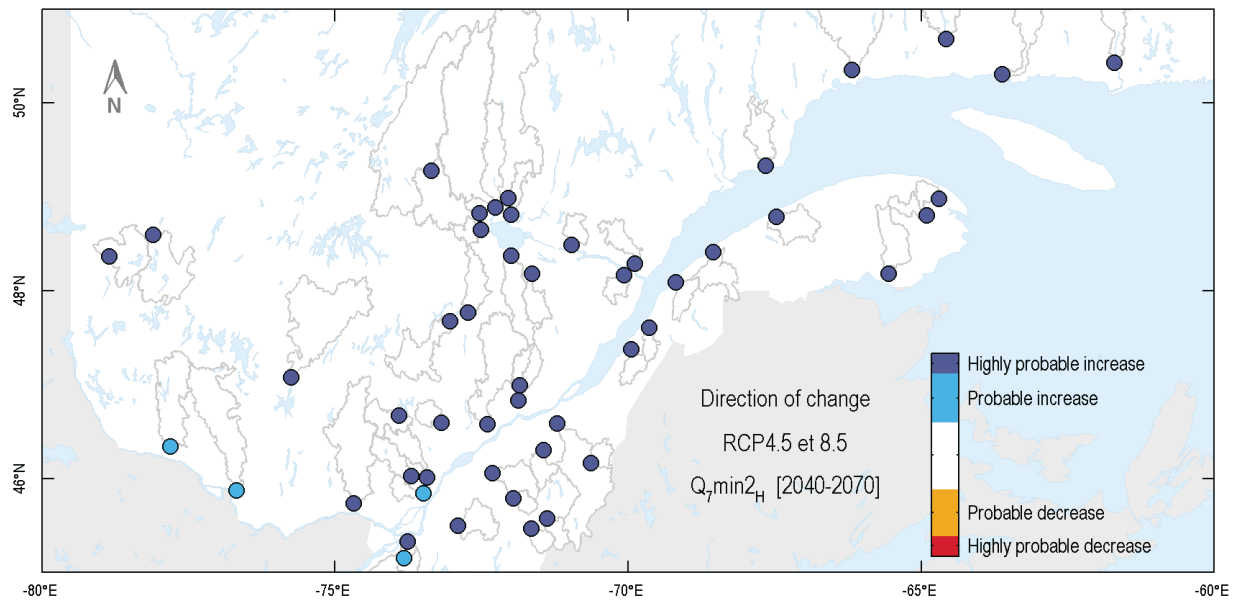 50°N
48°N
46°N
N
Direction of change
RCP4.5 et 8.5
Q7min2H [2040-2070]
Highly probable increase
Probable increase
Probable decrease
Highly probable decrease
-80°E
-75°E
-70°E
-65°E
-60°E